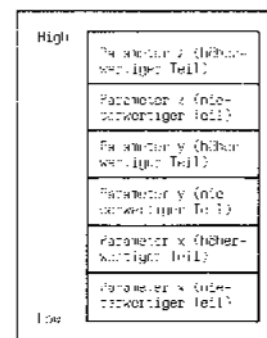 High
Parameter z (höher-
wertiger Teil)
Parameter z (nie-
derwertiger Teil)
Parameter y (höher-
wertiger Teil)
Parameter y (nie-
derwertiger Teil)
Parameter x (höher-
wertiger Teil)
Parameter x (nie-
derwertiger Teil)
Low